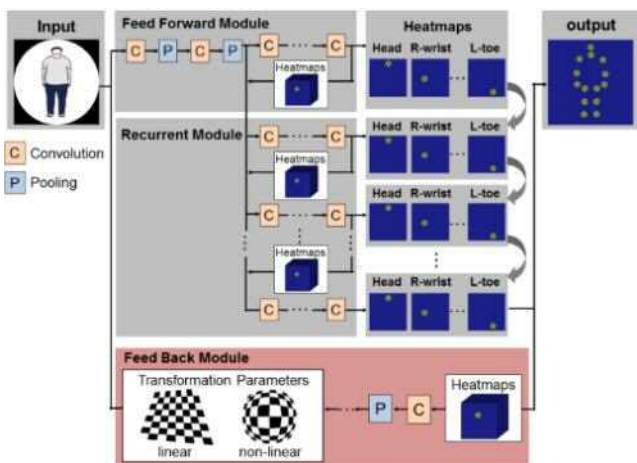 Input
Feed Forward Module
Heatmaps
output
C P C P C ··· C
Heatmaps
Head R-wrist L-toe
...
Recurrent Module
C ··· C
Heatmaps
Head R-wrist L-toe
...
C Convolution
P Pooling
C ··· C
Heatmaps
Head R-wrist L-toe
...
C ··· C
Head R-wrist L-toe
...
Feed Back Module
Transformation Parameters
linear non-linear
... P C
Heatmaps